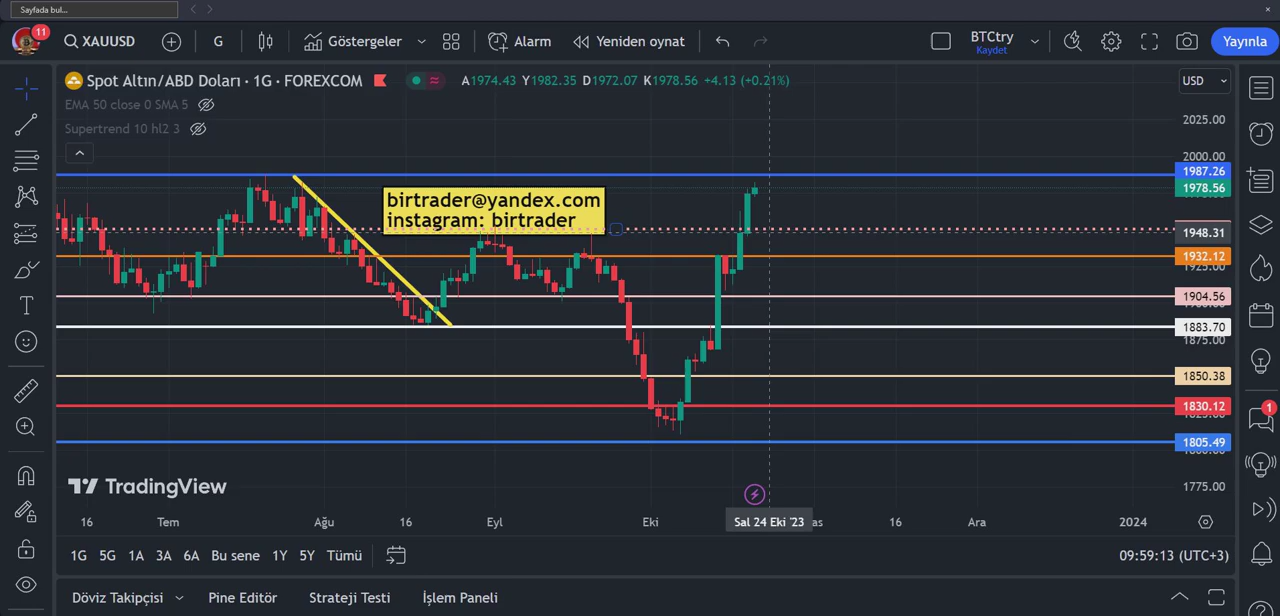 Sayfada bul...
11
XAUUSD
G
Göstergeler
Alarm
Yeniden oynat
BTCtry
Kaydet
Yayınla
Spot Altın/ABD Doları · 1G · FOREXCOM
A1974.43 Y1982.35 D1972.07 K1978.56 +4.13 (+0.21%)
USD
EMA 50 close 0 SMA 5
Supertrend 10 hl2 3
2025.00
2000.00
1987.26
1978.56
birtrader@yandex.com
instagram: birtrader
1948.31
1932.12
1925.00
1904.56
1883.70
1875.00
1850.38
1830.12
1805.49
1775.00
TradingView
16
Tem
Ağu
16
Eyl
Eki
Sal 24 Eki '23
as
16
Ara
2024
1G
5G
1A
3A
6A
Bu sene
1Y
5Y
Tümü
09:59:13 (UTC+3)
1
Döviz Takipçisi
Pine Editör
Strateji Testi
İşlem Paneli